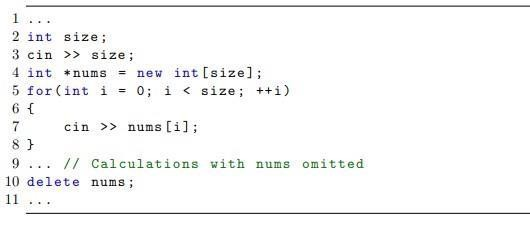 1 ...
2 int size;
3 cin >> size;
4 int *nums = new int[size];
5 for(int i = 0; i < size; ++i)
6 {
7     cin >> nums[i];
8 }
9 ... // Calculations with nums omitted
10 delete nums;
11 ...